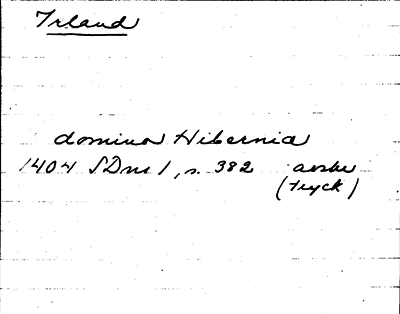 Irland
dominus Hibernia
1404 SDns 1, s. 382 avskr
(tryck)